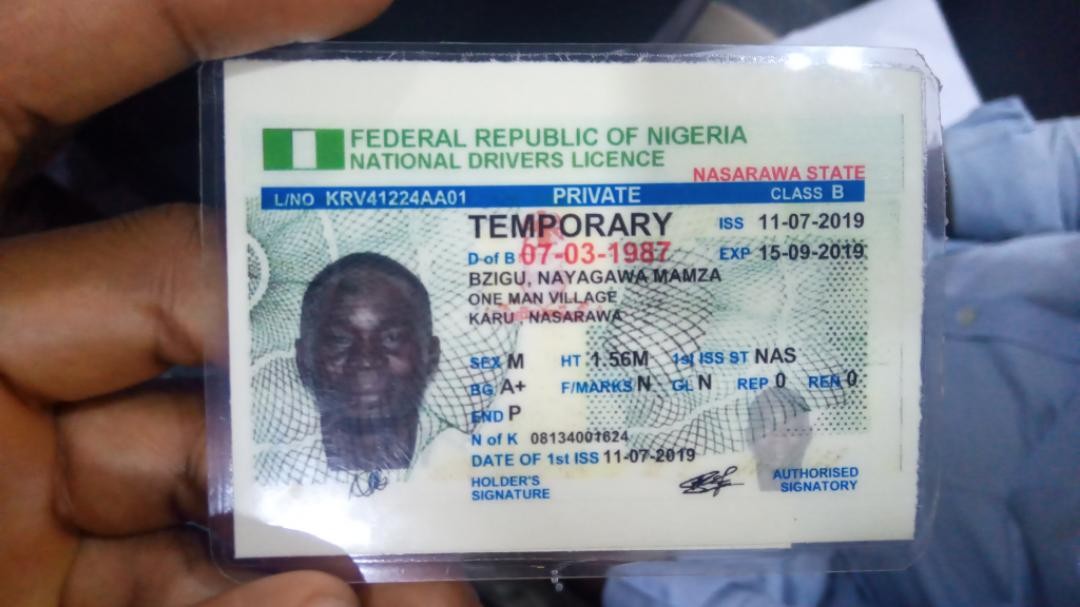 FEDERAL REPUBLIC OF NIGERIA
NATIONAL DRIVERS LICENCE
NASARAWA STATE
L/NO KRV41224AA01 PRIVATE CLASS B
TEMPORARY ISS 11-07-2019
D of B 07-03-1987 EXP 15-09-2019
BZIGU, NAYAGAWA MAMZA
ONE MAN VILLAGE
KARU , NASARAWA
SEX M HT 1.56M 1st ISS ST NAS
BG A+ F/MARKS N GL N REP 0 REN 0
END P
N of K 08134001624
DATE OF 1st ISS 11-07-2019
HOLDER'S SIGNATURE
AUTHORISED SIGNATORY